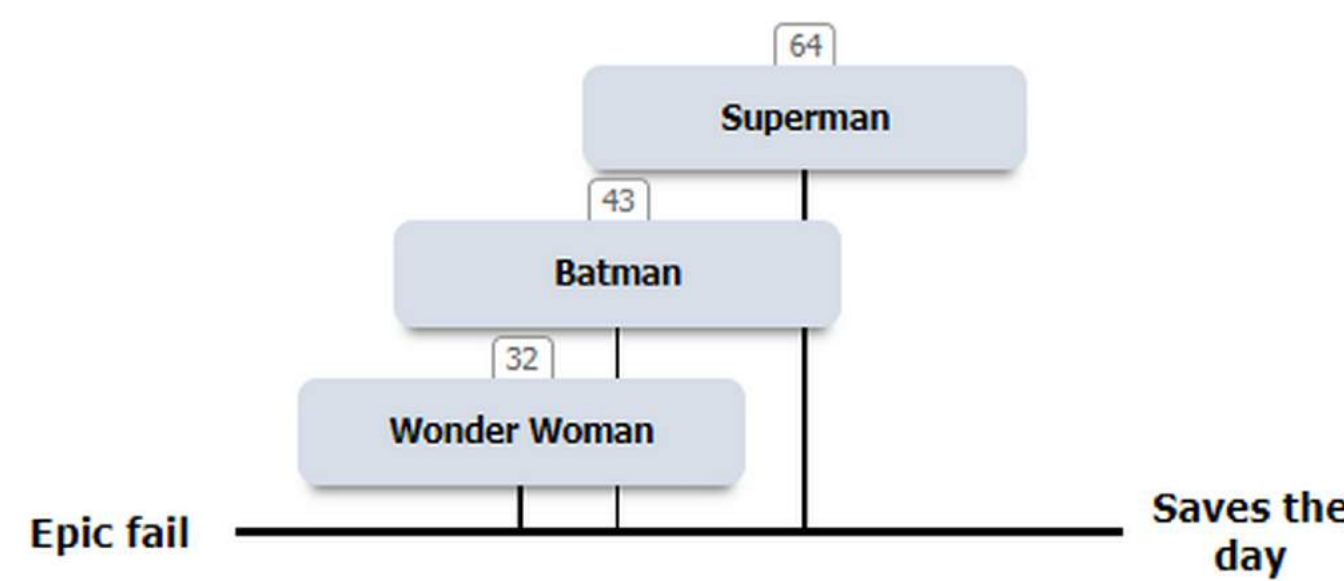 64
Superman
43
Batman
32
Wonder Woman
Epic fail
Saves the
day